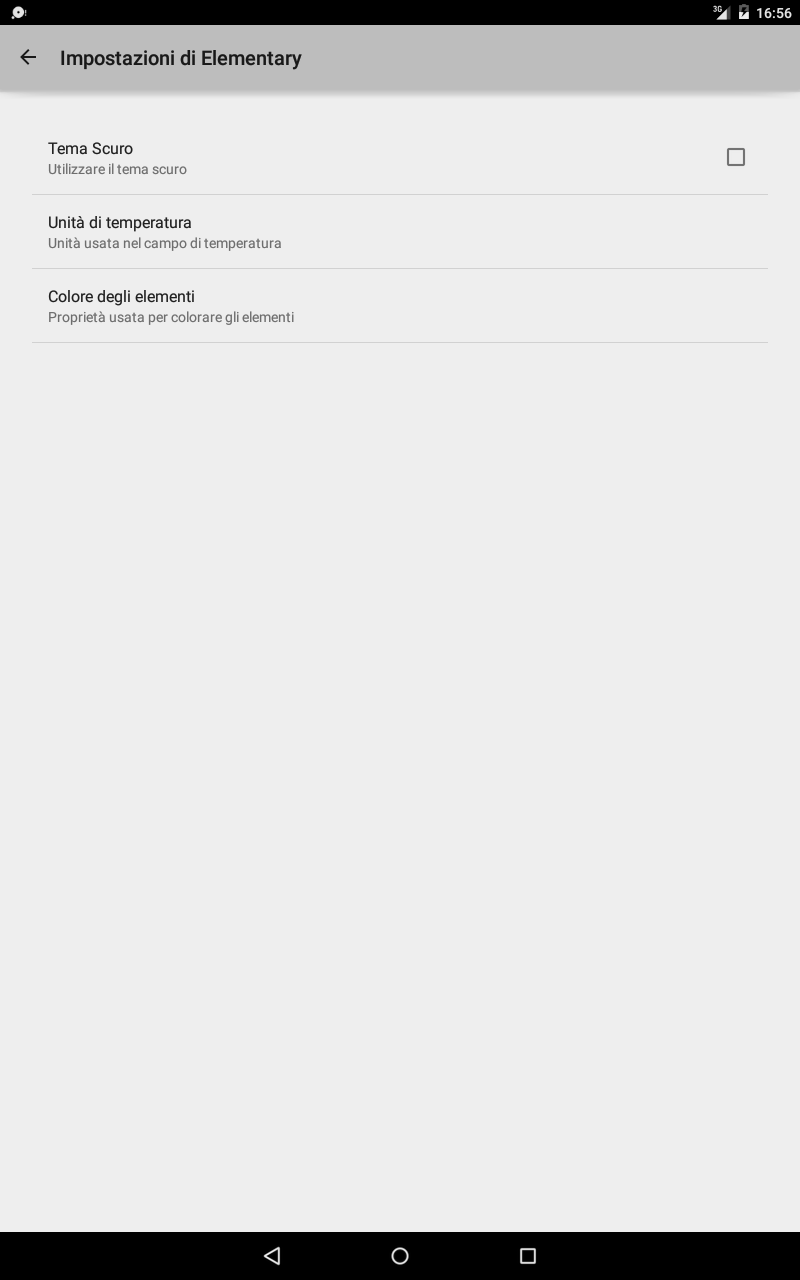 3G 16:56
Impostazioni di Elementary
Tema Scuro
Utilizzare il tema scuro
Unità di temperatura
Unità usata nel campo di temperatura
Colore degli elementi
Proprietà usata per colorare gli elementi